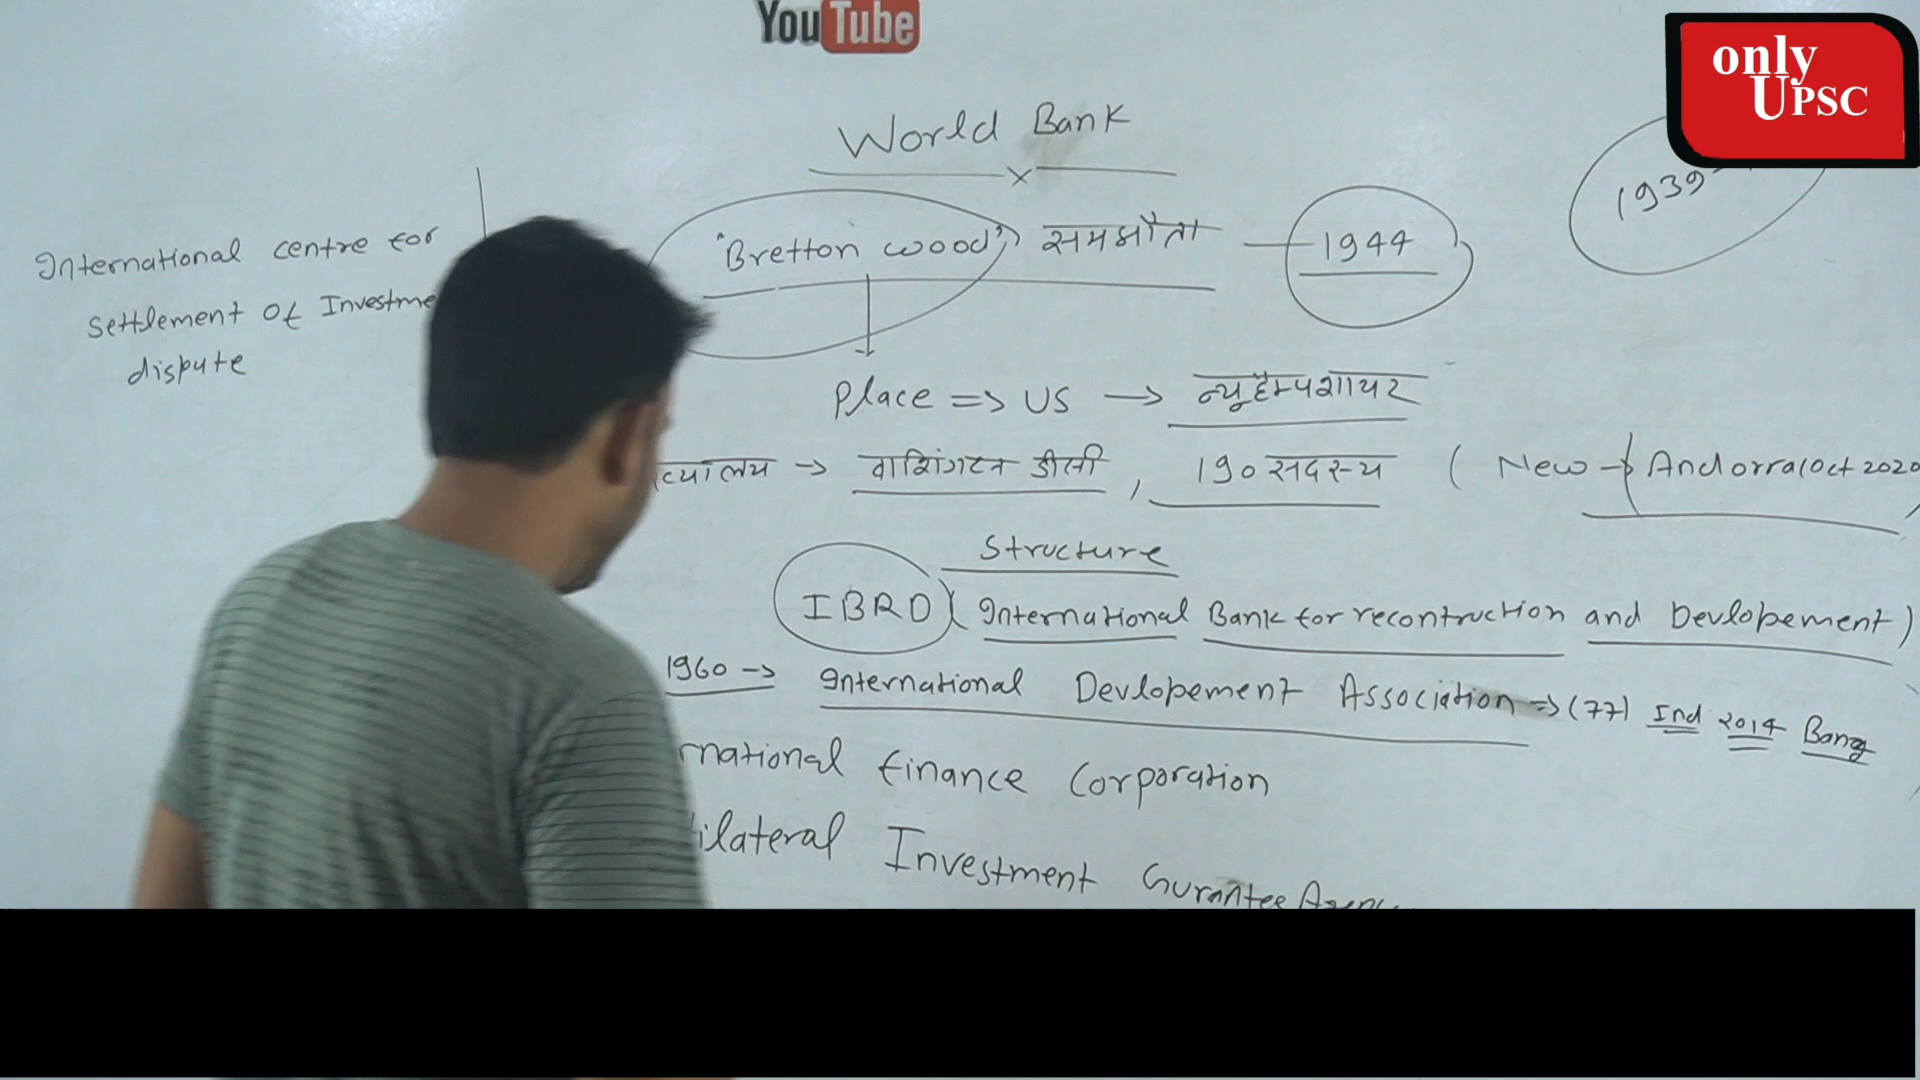 YouTube
only
UPSC
World Bank
1939
"Bretton wood" समझौता — 1944
International centre for
Settlement of Investme
dispute
Place => US → न्यू हैम्पशायर
ख्यालय → वाशिंगटन डीसी, 190 सदस्य ( New → Andorra (Oct 2020
Structure
IBRD ( International Bank for recontruction and Devlopement )
1960 → International Devlopement Association => (77) Ind 2014 Bang
rnational finance Corporation
ilateral Investment Gurantee Agency